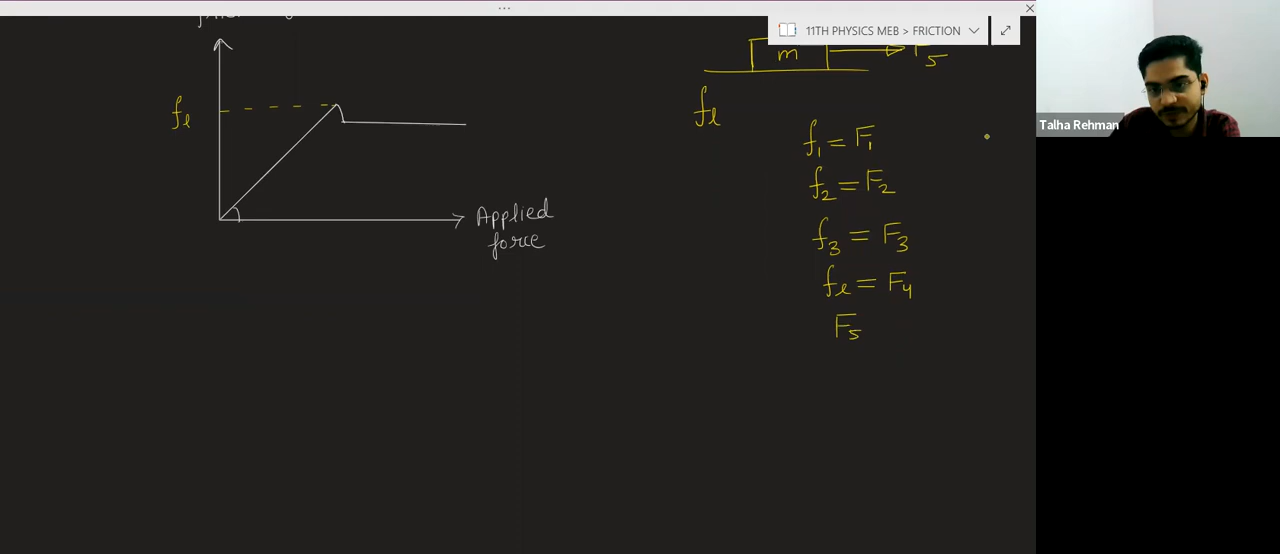 11TH PHYSICS MEB > FRICTION
m
F5
fl
fl
f1 = F1
f2 = F2
f3 = F3
fl = F4
F5
Applied
force
Talha Rehman